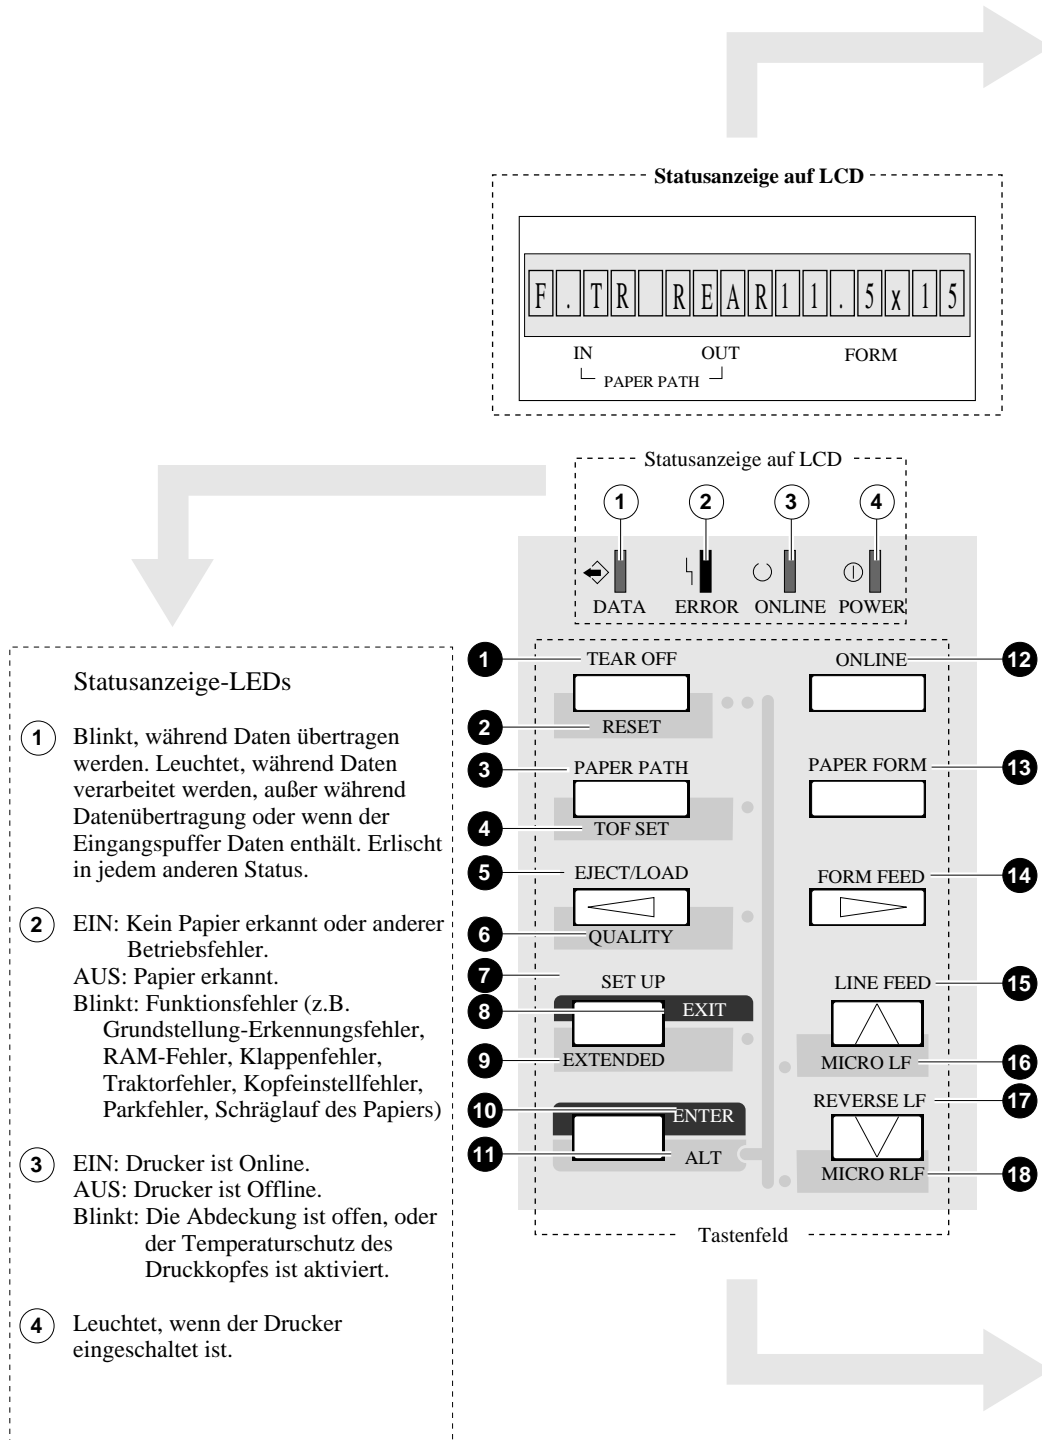 Statusanzeige auf LCD
F.TR REAR11.5x15
IN OUT FORM
PAPER PATH
Statusanzeige auf LCD
1 2 3 4
DATA ERROR ONLINE POWER
Statusanzeige-LEDs
1 Blinkt, während Daten übertragen
werden. Leuchtet, während Daten
verarbeitet werden, außer während
Datenübertragung oder wenn der
Eingangspuffer Daten enthält. Erlischt
in jedem anderen Status.
2 EIN: Kein Papier erkannt oder anderer
Betriebsfehler.
AUS: Papier erkannt.
Blinkt: Funktionsfehler (z.B.
Grundstellung-Erkennungsfehler,
RAM-Fehler, Klappenfehler,
Traktorfehler, Kopfeinstellfehler,
Parkfehler, Schräglauf des Papiers)
3 EIN: Drucker ist Online.
AUS: Drucker ist Offline.
Blinkt: Die Abdeckung ist offen, oder
der Temperaturschutz des
Druckkopfes ist aktiviert.
4 Leuchtet, wenn der Drucker
eingeschaltet ist.
1 TEAR OFF
2 RESET
3 PAPER PATH
4 TOF SET
5 EJECT/LOAD
6 QUALITY
7 SET UP
8 EXIT
9 EXTENDED
10 ENTER
11 ALT
ONLINE 12
PAPER FORM 13
FORM FEED 14
LINE FEED 15
MICRO LF 16
REVERSE LF 17
MICRO RLF 18
Tastenfeld